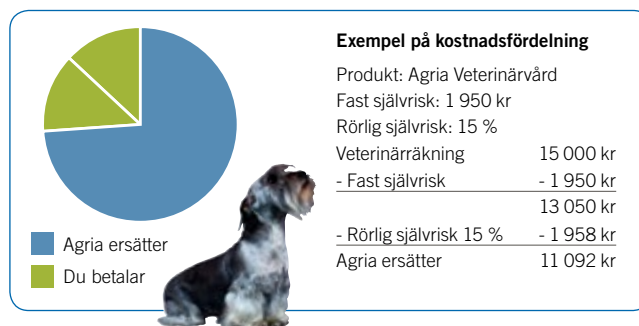 Exempel på kostnadsfördelning
Produkt: Agria Veterinärvård
Fast självrisk: 1 950 kr
Rörlig självrisk: 15 %
Veterinärräkning 15 000 kr
- Fast självrisk - 1 950 kr
13 050 kr
- Rörlig självrisk 15 % - 1 958 kr
Agria ersätter 11 092 kr
Agria ersätter
Du betalar